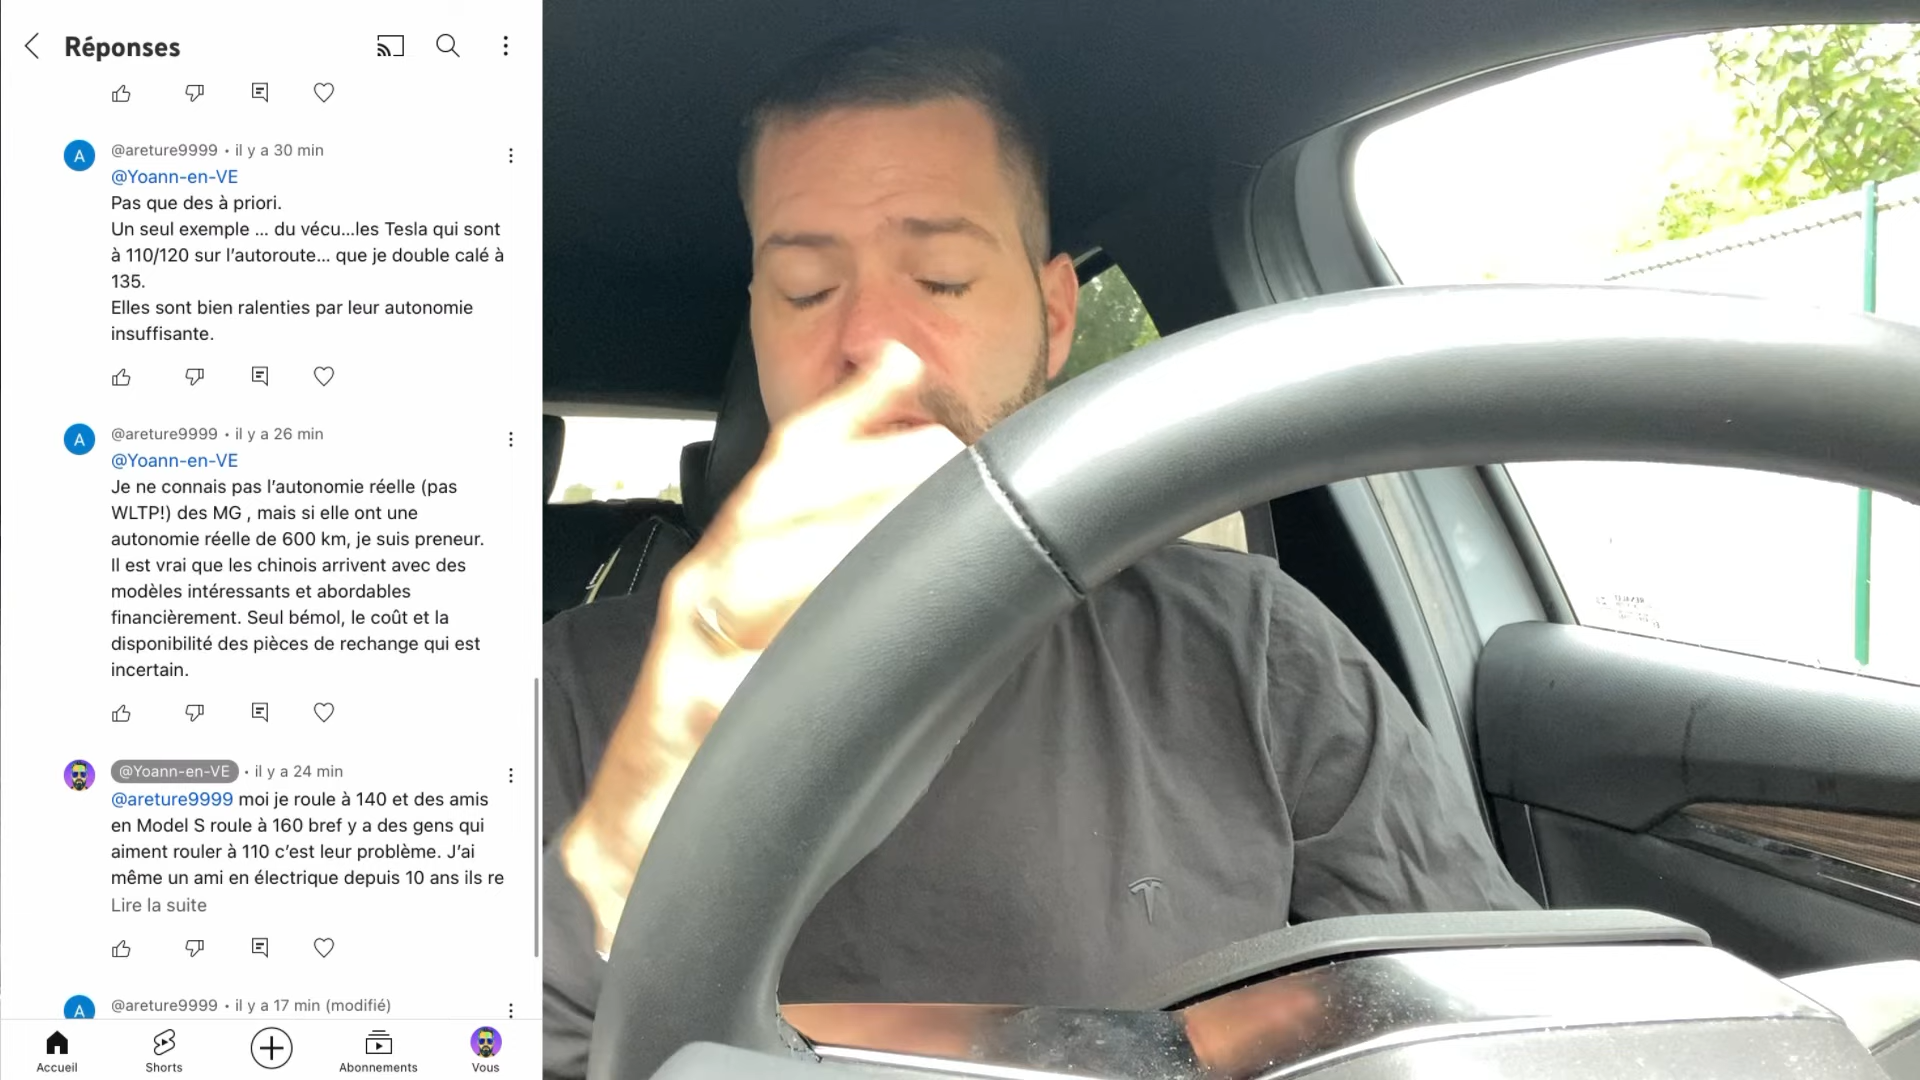 Réponses
@areture9999 • il y a 30 min
@Yoann-en-VE
Pas que des à priori.
Un seul exemple ... du vécu...les Tesla qui sont
à 110/120 sur l'autoroute... que je double calé à
135.
Elles sont bien ralenties par leur autonomie
insuffisante.
A
@areture9999 • il y a 26 min
@Yoann-en-VE
Je ne connais pas l'autonomie réelle (pas
WLTP!) des MG , mais si elle ont une
autonomie réelle de 600 km, je suis preneur.
Il est vrai que les chinois arrivent avec des
modèles intéressants et abordables
financièrement. Seul bémol, le coût et la
disponibilité des pièces de rechange qui est
incertain.
A
@Yoann-en-VE • il y a 24 min
@areture9999 moi je roule à 140 et des amis
en Model S roule à 160 bref y a des gens qui
aiment rouler à 110 c'est leur problème. J'ai
même un ami en électrique depuis 10 ans ils re
Lire la suite
A
@areture9999 • il y a 17 min (modifié)
Accueil
Shorts
Abonnements
Vous